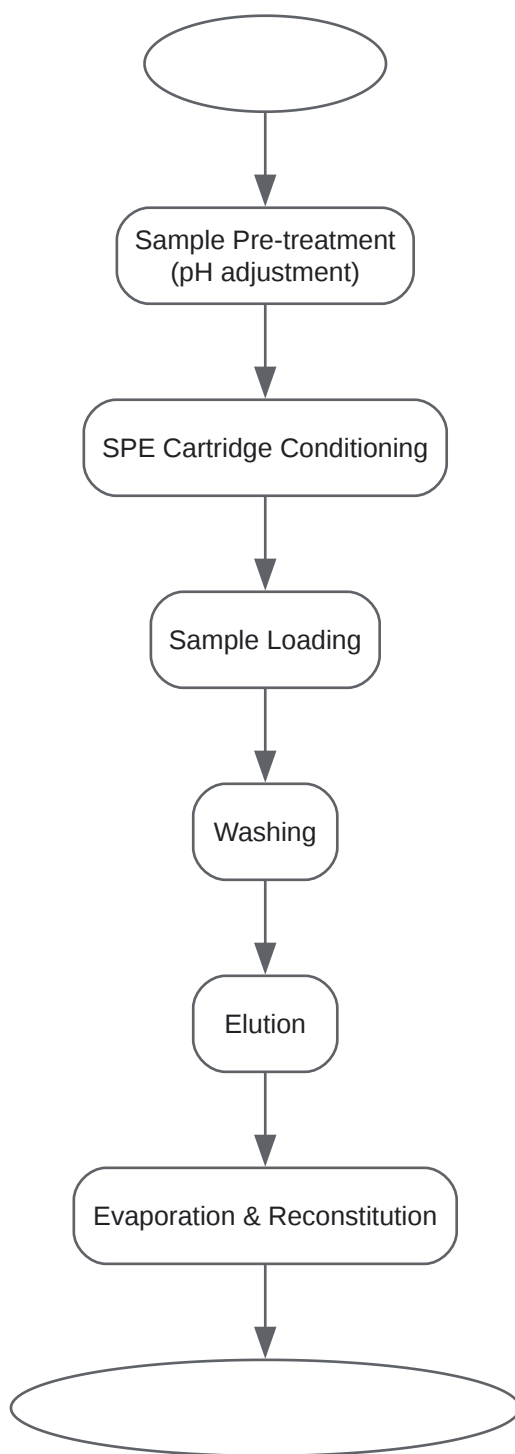 Sample Pre-treatment
(pH adjustment)
SPE Cartridge Conditioning
Sample Loading
Washing
Elution
Evaporation & Reconstitution